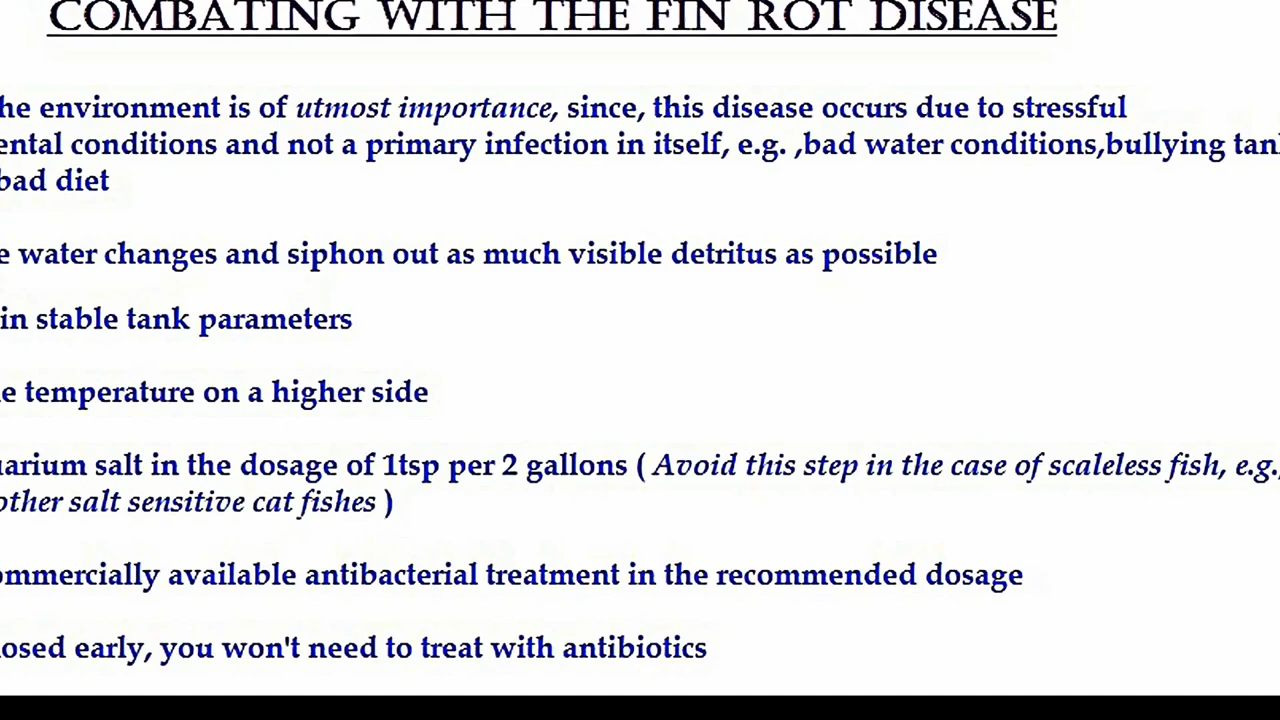 COMBATING WITH THE FIN ROT DISEASE
he environment is of utmost importance, since, this disease occurs due to stressful
ental conditions and not a primary infection in itself, e.g. ,bad water conditions,bullying tank
bad diet
e water changes and siphon out as much visible detritus as possible
in stable tank parameters
e temperature on a higher side
arium salt in the dosage of 1tsp per 2 gallons ( Avoid this step in the case of scaleless fish, e.g.,
other salt sensitive cat fishes )
ommercially available antibacterial treatment in the recommended dosage
osed early, you won't need to treat with antibiotics